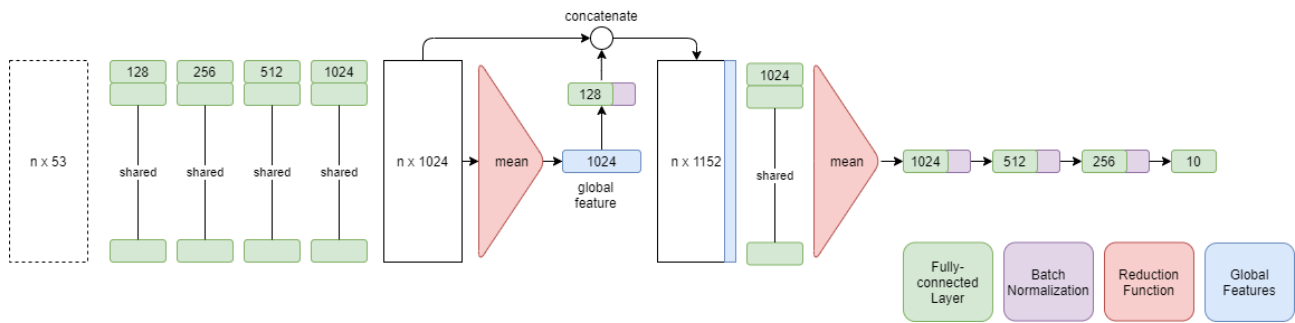 concatenate
n x 53
128
256
512
1024
shared
shared
shared
shared
n x 1024
mean
128
1024
global
feature
n x 1152
1024
shared
mean
1024
512
256
10
Fully-
connected
Layer
Batch
Normalization
Reduction
Function
Global
Features